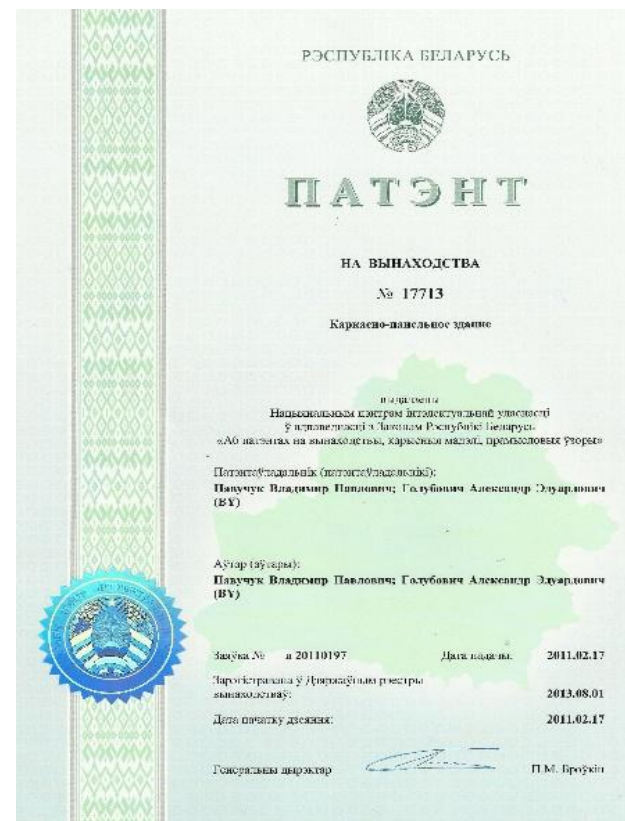 РЭСПУБЛІКА БЕЛАРУСЬ
ПАТЭНТ
НА ВЫНАХОДСТВА
№ 17713
Каркасно-панельное здание
выдадзены
Нацыянальным цэнтрам інтэлектуальнай уласнасці
ў адпаведнасці з Законам Рэспублікі Беларусь
«Аб патэнтах на вынаходствы, карысныя мадэлі, прамысловыя ўзоры»
Патэнтаўладальнік (патэнтаўладальнікі):
Павучук Владимир Павлович; Голубович Александр Эдуардович
(BY)
Аўтар (аўтары):
Павучук Владимир Павлович; Голубович Александр Эдуардович
(BY)
Заяўка № a 20110197 Дата падачы: 2011.02.17
Зарэгістравана ў Дзяржаўным рэестры
вынаходстваў: 2013.08.01
Дата пачатку дзеяння: 2011.02.17
Генеральны дырэктар П.М. Броўкін